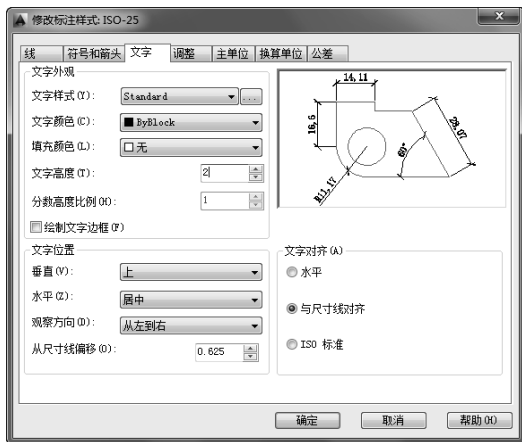 修改标注样式: ISO-25
线 符号和箭头 文字 调整 主单位 换算单位 公差
文字外观
文字样式(Y): Standard ...
文字颜色(C): ByBlock
填充颜色(L): 无
文字高度(T): 2
分数高度比例(H): 1
绘制文字边框(F)
14,11
16,6
28,07
60°
R11,17
文字位置
垂直(V): 上
水平(Z): 居中
观察方向(D): 从左到右
从尺寸线偏移(O): 0.625
文字对齐(A)
水平
与尺寸线对齐
ISO 标准
确定 取消 帮助(H)